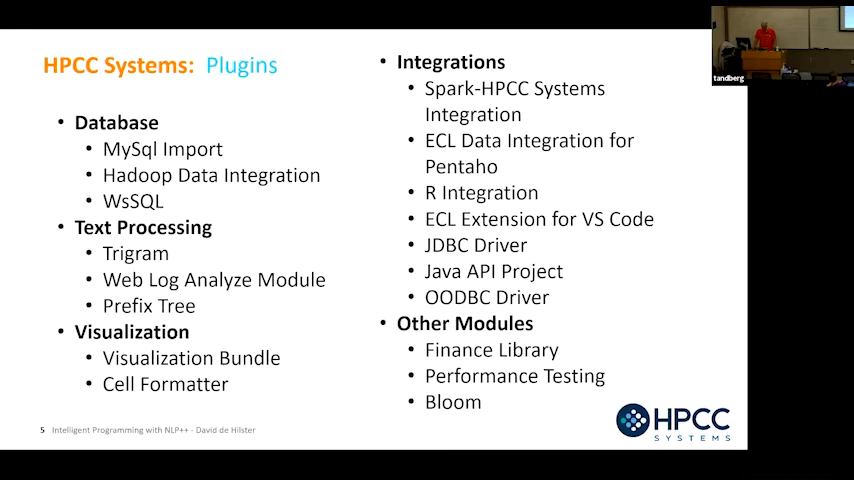 HPCC Systems: Plugins
• Database
• MySql Import
• Hadoop Data Integration
• WsSQL
• Text Processing
• Trigram
• Web Log Analyze Module
• Prefix Tree
• Visualization
• Visualization Bundle
• Cell Formatter
• Integrations
• Spark-HPCC Systems
Integration
• ECL Data Integration for
Pentaho
• R Integration
• ECL Extension for VS Code
• JDBC Driver
• Java API Project
• OODBC Driver
• Other Modules
• Finance Library
• Performance Testing
• Bloom
5 Intelligent Programming with NLP++ - David de Hilster
HPCC
SYSTEMS
tandberg